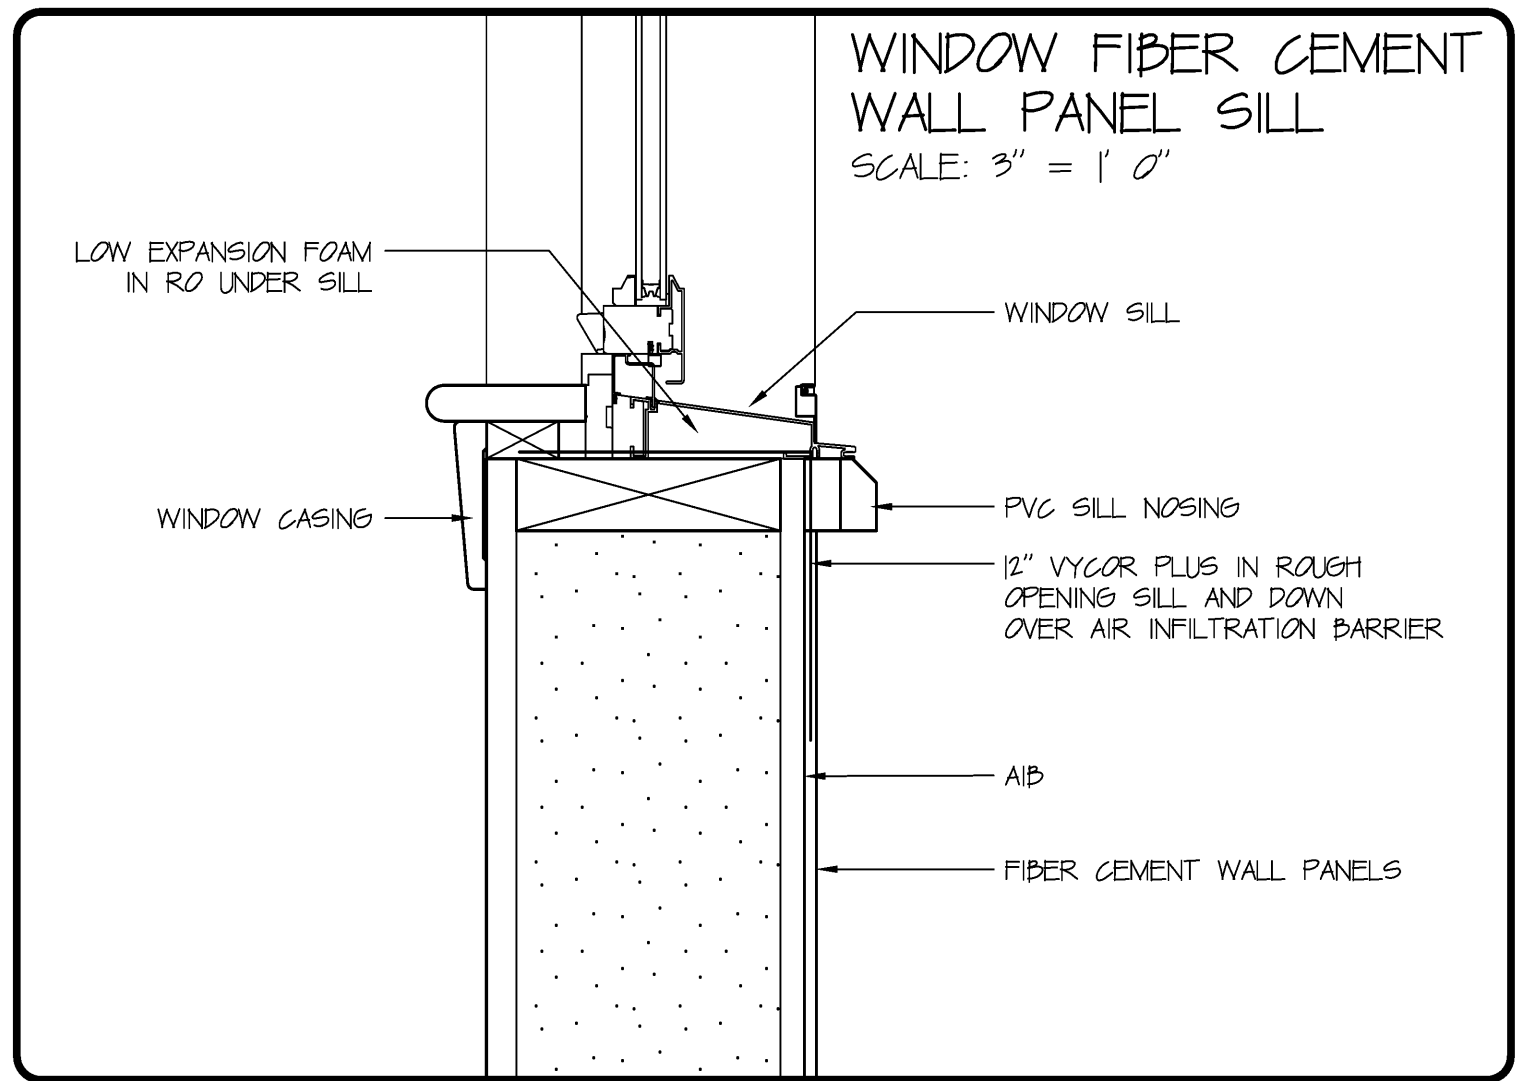 WINDOW FIBER CEMENT
WALL PANEL SILL
SCALE: 3" = 1' 0"
LOW EXPANSION FOAM
IN RO UNDER SILL
WINDOW SILL
WINDOW CASING
PVC SILL NOSING
12" VYCOR PLUS IN ROUGH
OPENING SILL AND DOWN
OVER AIR INFILTRATION BARRIER
AIB
FIBER CEMENT WALL PANELS